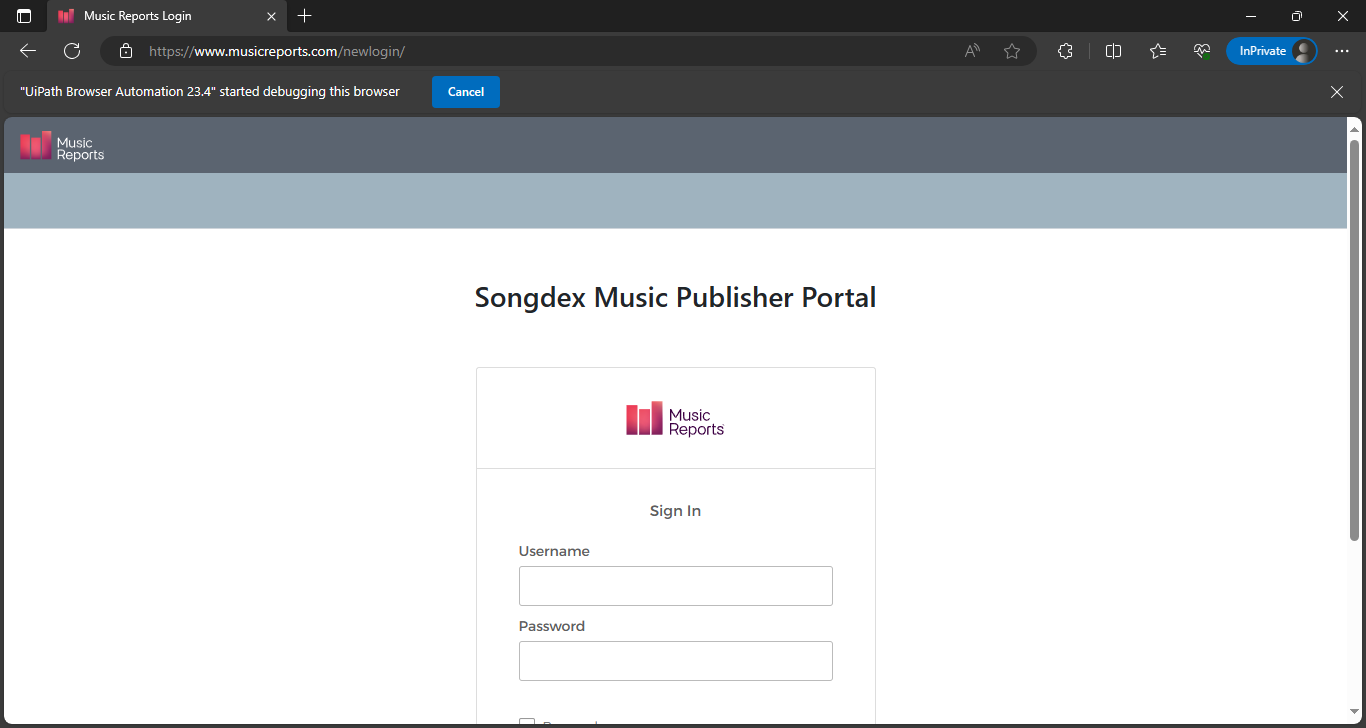 Music Reports Login
https://www.musicreports.com/newlogin/
InPrivate
"UiPath Browser Automation 23.4" started debugging this browser
Cancel
Music
Reports
Songdex Music Publisher Portal
Music
Reports
Sign In
Username
Password